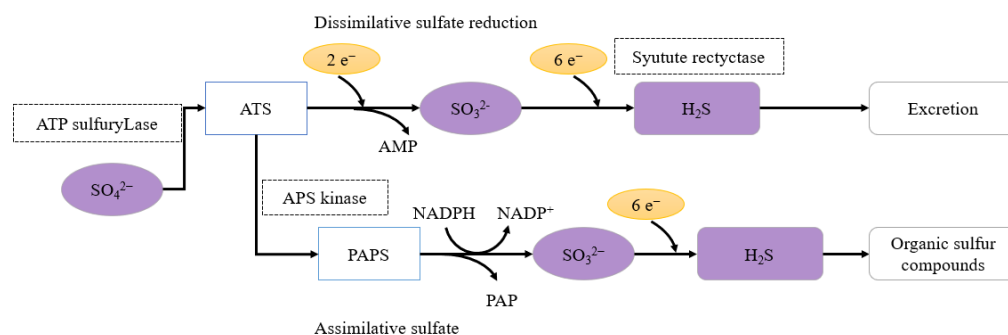 Dissimilative sulfate reduction
2 e⁻
6 e⁻
Syutute rectyctase
ATP sulfuryLase
ATS
SO₃²⁻
H₂S
Excretion
AMP
SO₄²⁻
APS kinase
NADPH
NADP⁺
6 e⁻
PAPS
SO₃²⁻
H₂S
Organic sulfur
compounds
PAP
Assimilative sulfate